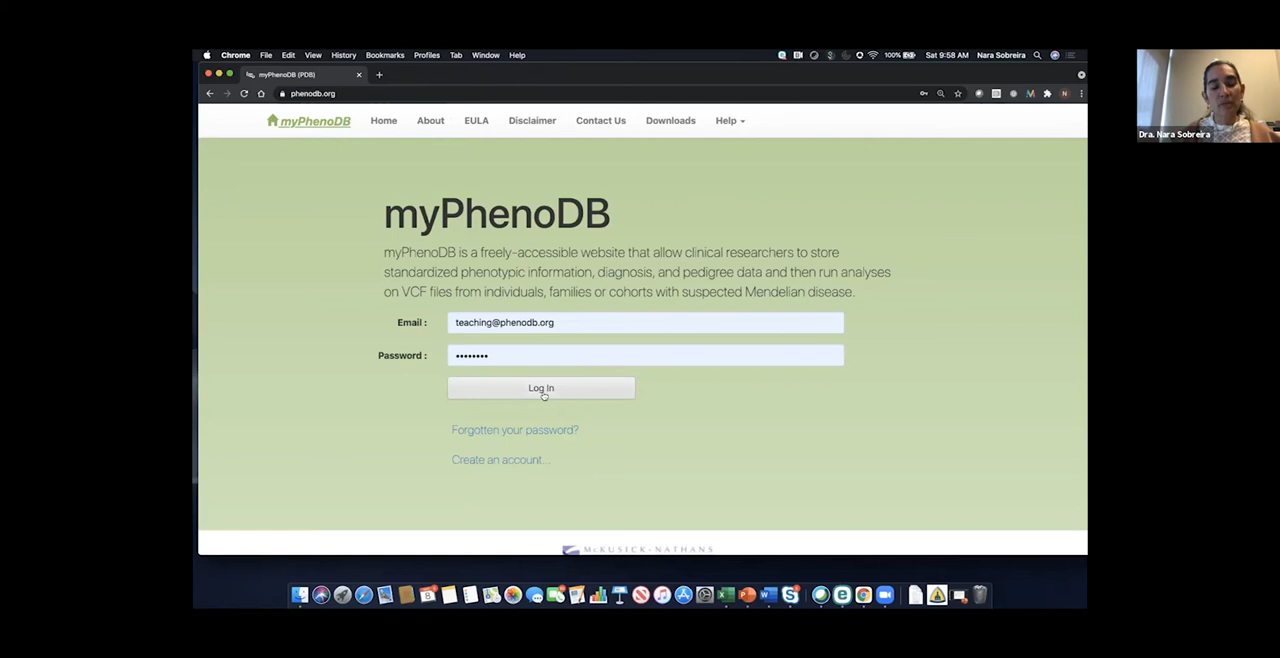 Chrome File Edit View History Bookmarks Profiles Tab Window Help 100% Sat 9:58 AM Nara Sobreira
myPhenoDB (PDB)
phenodb.org
N
myPhenoDB Home About EULA Disclaimer Contact Us Downloads Help
Dra. Nara Sobreira
myPhenoDB
myPhenoDB is a freely-accessible website that allow clinical researchers to store
standardized phenotypic information, diagnosis, and pedigree data and then run analyses
on VCF files from individuals, families or cohorts with suspected Mendelian disease.
Email : teaching@phenodb.org
Password : ••••••••
Log In
Forgotten your password?
Create an account...
McKUSICK-NATHANS